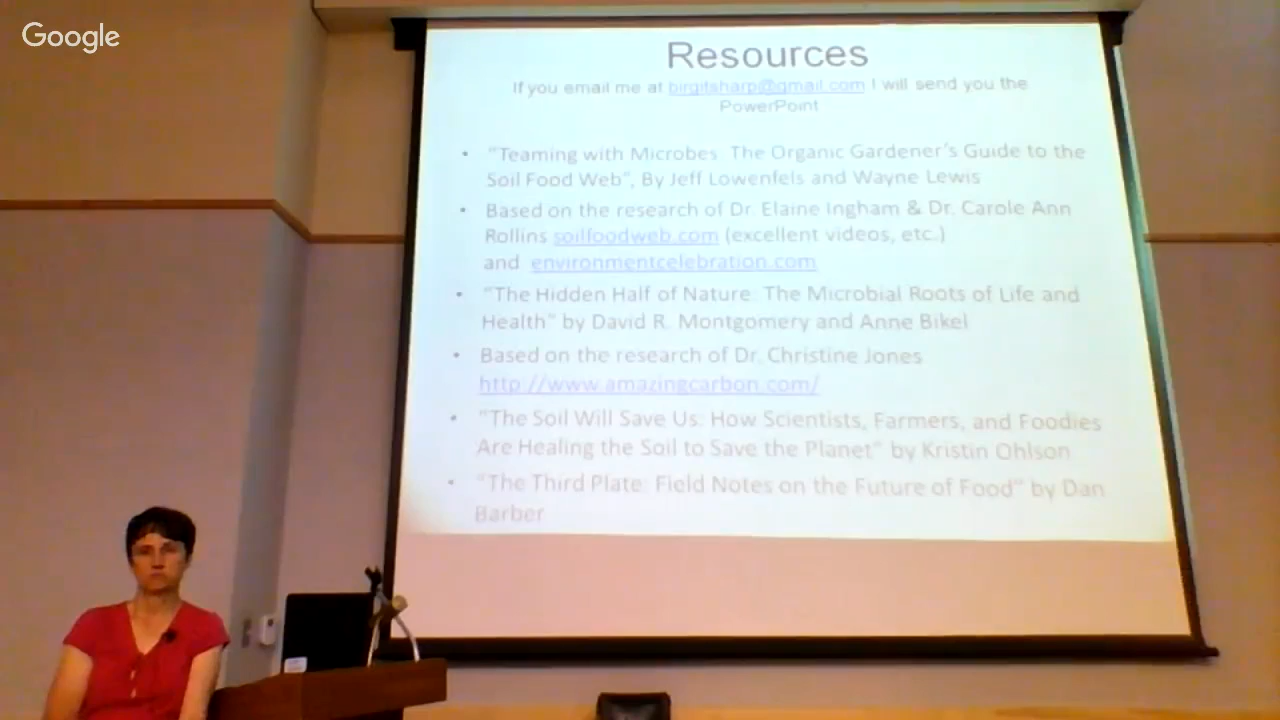 Google
Resources
If you email me at birgitsharp@gmail.com I will send you the
PowerPoint
• "Teaming with Microbes: The Organic Gardener's Guide to the
Soil Food Web", By Jeff Lowenfels and Wayne Lewis
• Based on the research of Dr. Elaine Ingham & Dr. Carole Ann
Rollins soilfoodweb.com (excellent videos, etc.)
and environmentcelebration.com
• "The Hidden Half of Nature: The Microbial Roots of Life and
Health" by David R. Montgomery and Anne Bikel
• Based on the research of Dr. Christine Jones
http://www.amazingcarbon.com/
• "The Soil Will Save Us: How Scientists, Farmers, and Foodies
Are Healing the Soil to Save the Planet" by Kristin Ohlson
• "The Third Plate: Field Notes on the Future of Food" by Dan
Barber